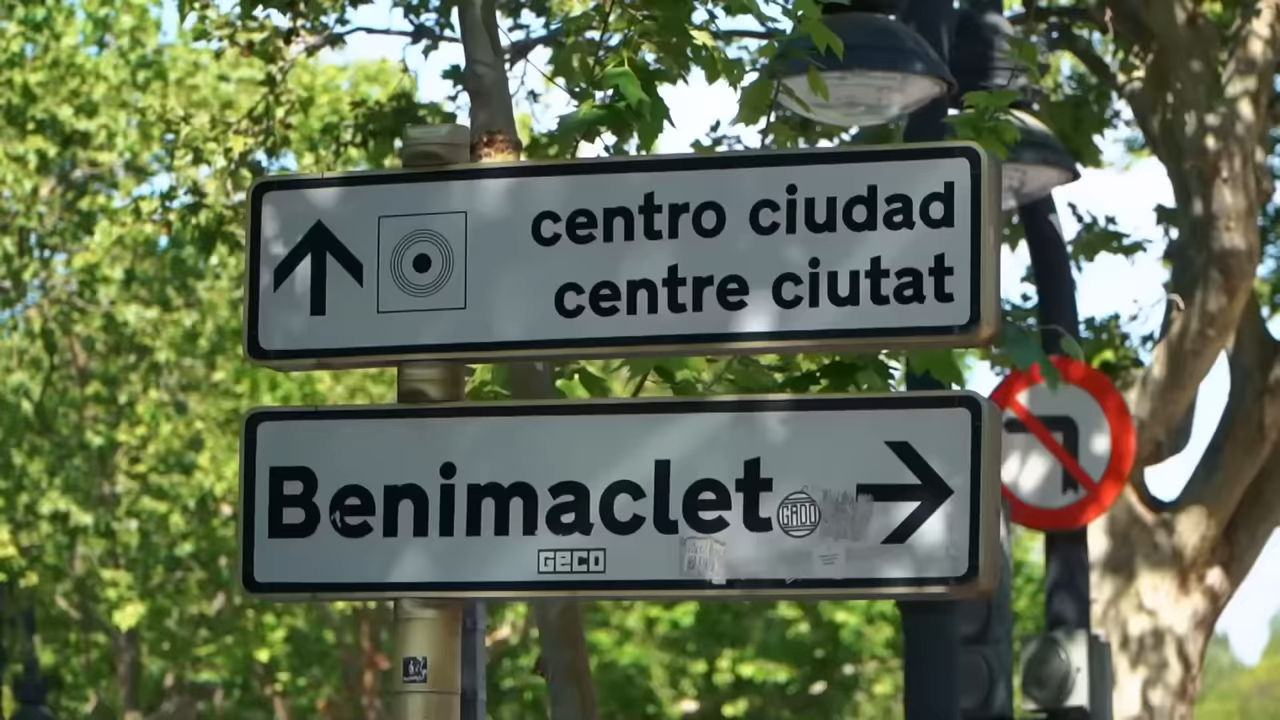 centro ciudad
centre ciutat
Benimaclet
GADO
GECO